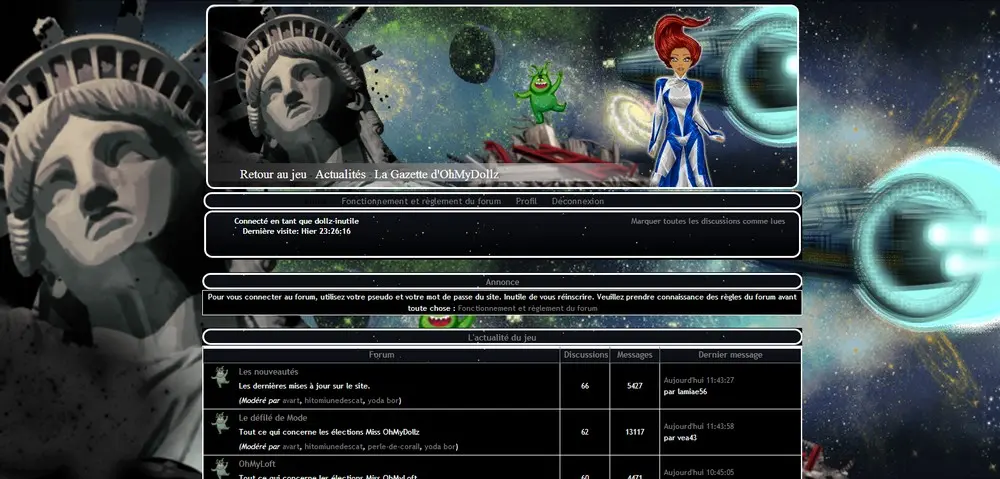 Retour au jeu Actualités La Gazette d'OhMyDollz
Fonctionnement et règlement du forum Profil Déconnexion
Connecté en tant que dollz-inutile
Marquer toutes les discussions comme lues
Dernière visite: Hier 23:26:16
Annonce
Pour vous connecter au forum, utilisez votre pseudo et votre mot de passe du site. Inutile de vous réinscrire. Veuillez prendre connaissance des règles du forum avant
toute chose : Fonctionnement et règlement du forum
L'actualité du jeu
Forum Discussions Messages Dernier message
Les nouveautés
Les dernières mises à jour sur le site.
(Modéré par avart, hitomiunedescat, yoda bor)
66 5427
Aujourd'hui 11:43:27
par lamiae56
Le défilé de Mode
Tout ce qui concerne les élections Miss OhMyDollz
(Modéré par avart, hitomiunedescat, perle-de-corail, yoda bor)
62 13117
Aujourd'hui 11:43:58
par vea43
OhMyLoft
Tout ce qui concerne les élections Miss OhMyLoft
60 4471
Aujourd'hui 10:45:05